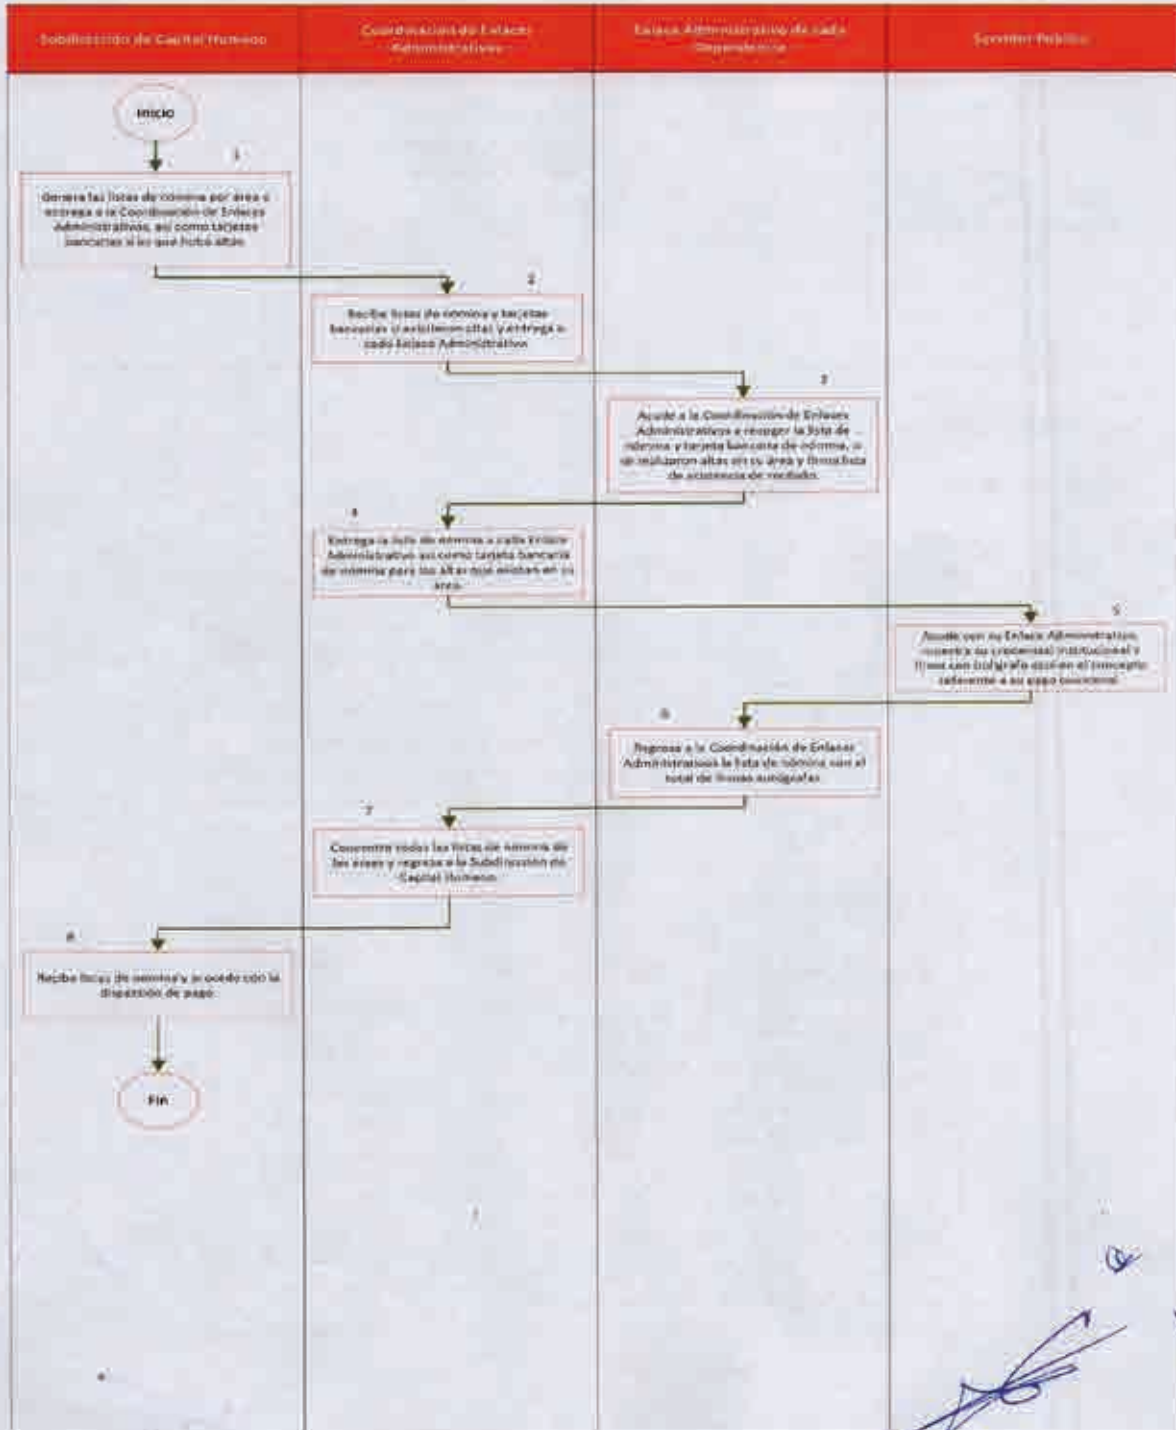 Subdirección de Capital Humano
Coordinación de Enlaces
Administrativos
Enlace Administrativo de cada
Dependencia
Servidor Público
INICIO
1
Genera las listas de nómina por área y
entrega a la Coordinación de Enlaces
Administrativos, así como tarjetas
bancarias si es que hubo altas.
2
Recibe listas de nómina y tarjetas
bancarias si existieron altas y entrega a
cada Enlace Administrativo
3
Acude a la Coordinación de Enlaces
Administrativos a recoger la lista de
nómina y tarjeta bancaria de nómina, si
se realizaron altas en su área y firma lista
de asistencia de recibido.
4
Entrega la lista de nómina a cada Enlace
Administrativo así como tarjeta bancaria
de nómina para las altas que existan en su
área.
5
Acude con su Enlace Administrativo,
muestra su credencial institucional y
firma con bolígrafo azul en el concepto
referente a su pago quincenal.
6
Regresa a la Coordinación de Enlaces
Administrativos la lista de nómina con el
total de firmas autógrafas
7
Concentra todas las listas de nómina de
las áreas y regresa a la Subdirección de
Capital Humano.
8
Recibe listas de nómina y procede con la
dispersión de pago.
FIN